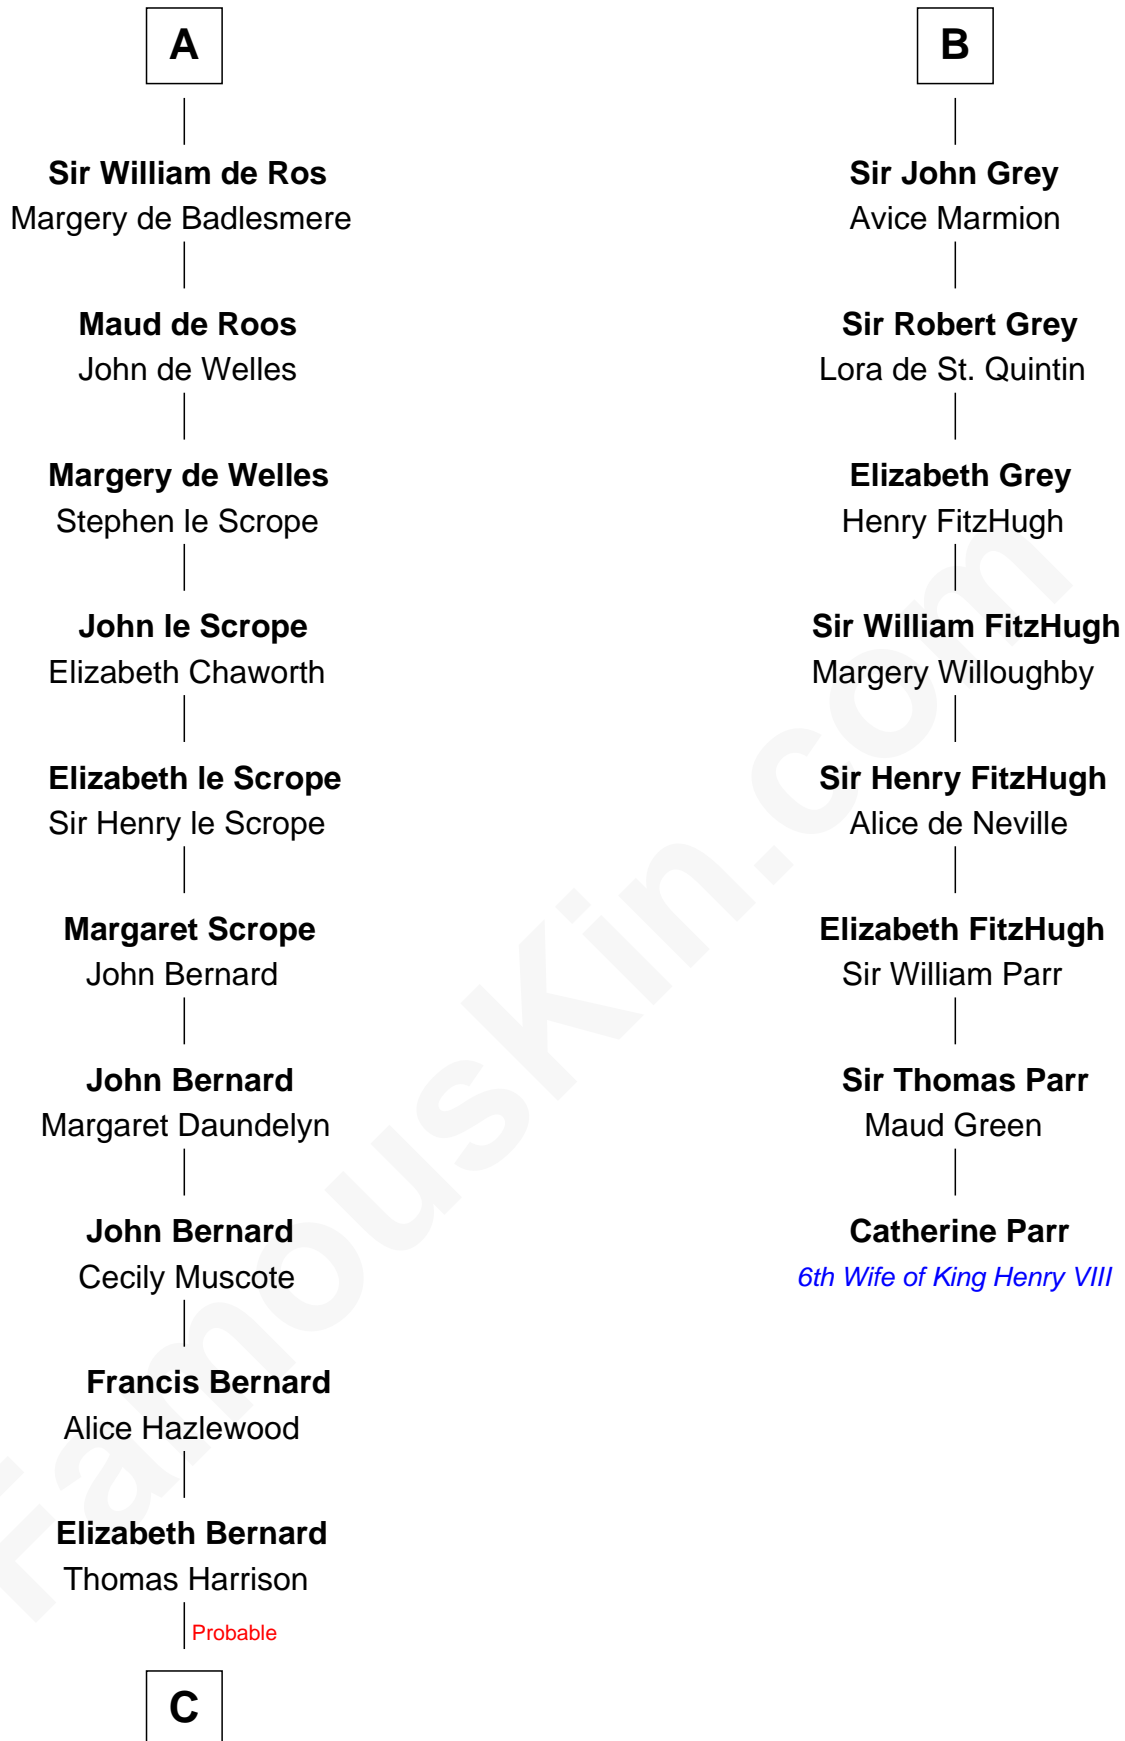 A
Sir William de Ros
Margery de Badlesmere
Maud de Roos
John de Welles
Margery de Welles
Stephen le Scrope
John le Scrope
Elizabeth Chaworth
Elizabeth le Scrope
Sir Henry le Scrope
Margaret Scrope
John Bernard
John Bernard
Margaret Daundelyn
John Bernard
Cecily Muscote
Francis Bernard
Alice Hazlewood
Elizabeth Bernard
Thomas Harrison
Probable
C
B
Sir John Grey
Avice Marmion
Sir Robert Grey
Lora de St. Quintin
Elizabeth Grey
Henry FitzHugh
Sir William FitzHugh
Margery Willoughby
Sir Henry FitzHugh
Alice de Neville
Elizabeth FitzHugh
Sir William Parr
Sir Thomas Parr
Maud Green
Catherine Parr
6th Wife of King Henry VIII
FamousKin.com